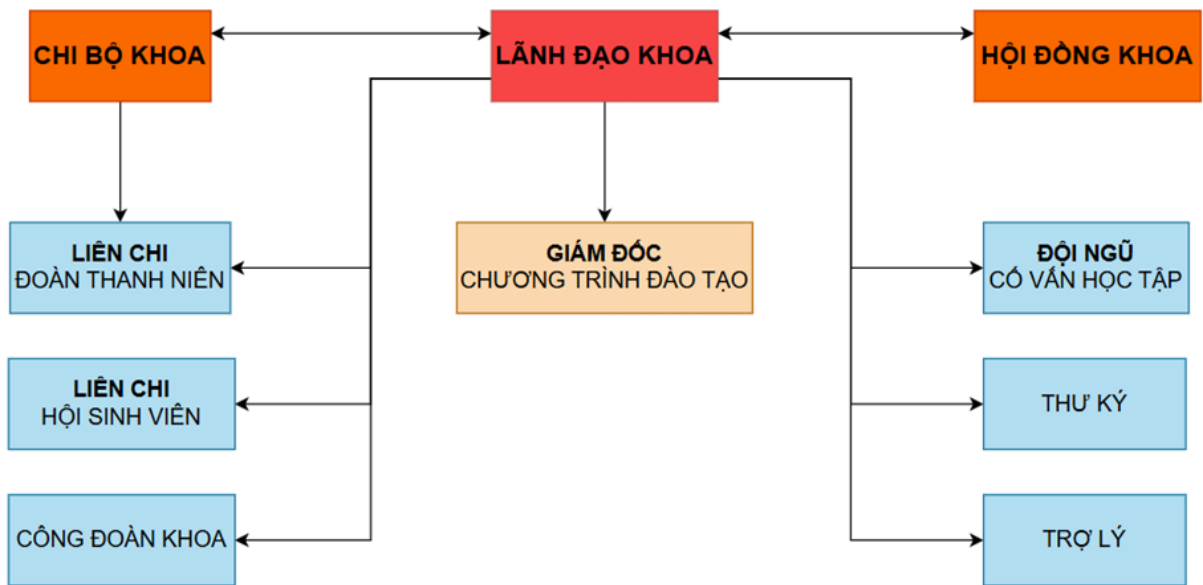 CHI BỘ KHOA
LÃNH ĐẠO KHOA
HỘI ĐỒNG KHOA
LIÊN CHI
ĐOÀN THANH NIÊN
GIÁM ĐỐC
CHƯƠNG TRÌNH ĐÀO TẠO
ĐỘI NGŨ
CỐ VẤN HỌC TẬP
LIÊN CHI
HỘI SINH VIÊN
THƯ KÝ
CÔNG ĐOÀN KHOA
TRỢ LÝ